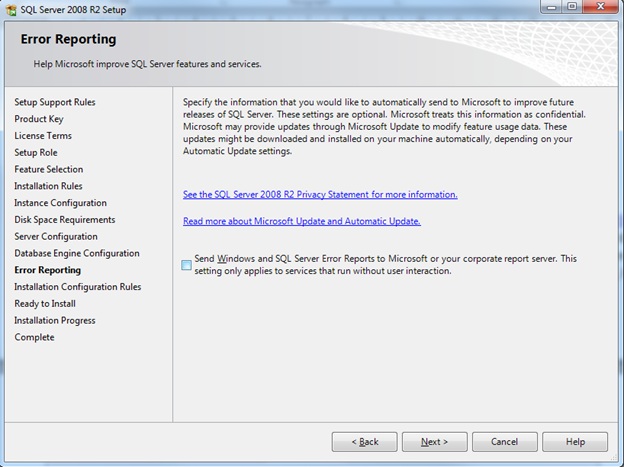 SQL Server 2008 R2 Setup
Error Reporting
Help Microsoft improve SQL Server features and services.
Setup Support Rules
Product Key
License Terms
Setup Role
Feature Selection
Installation Rules
Instance Configuration
Disk Space Requirements
Server Configuration
Database Engine Configuration
Error Reporting
Installation Configuration Rules
Ready to Install
Installation Progress
Complete
Specify the information that you would like to automatically send to Microsoft to improve future
releases of SQL Server. These settings are optional. Microsoft treats this information as confidential.
Microsoft may provide updates through Microsoft Update to modify feature usage data. These
updates might be downloaded and installed on your machine automatically, depending on your
Automatic Update settings.
See the SQL Server 2008 R2 Privacy Statement for more information.
Read more about Microsoft Update and Automatic Update.
Send Windows and SQL Server Error Reports to Microsoft or your corporate report server. This
setting only applies to services that run without user interaction.
< Back
Next >
Cancel
Help